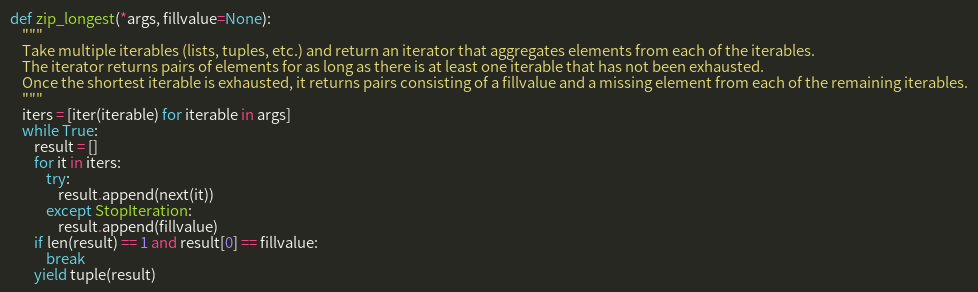 def zip_longest(*args, fillvalue=None):
    """
    Take multiple iterables (lists, tuples, etc.) and return an iterator that aggregates elements from each of the iterables.
    The iterator returns pairs of elements for as long as there is at least one iterable that has not been exhausted.
    Once the shortest iterable is exhausted, it returns pairs consisting of a fillvalue and a missing element from each of the remaining iterables.
    """
    iters = [iter(iterable) for iterable in args]
    while True:
        result = []
        for it in iters:
            try:
                result.append(next(it))
            except StopIteration:
                result.append(fillvalue)
        if len(result) == 1 and result[0] == fillvalue:
            break
        yield tuple(result)